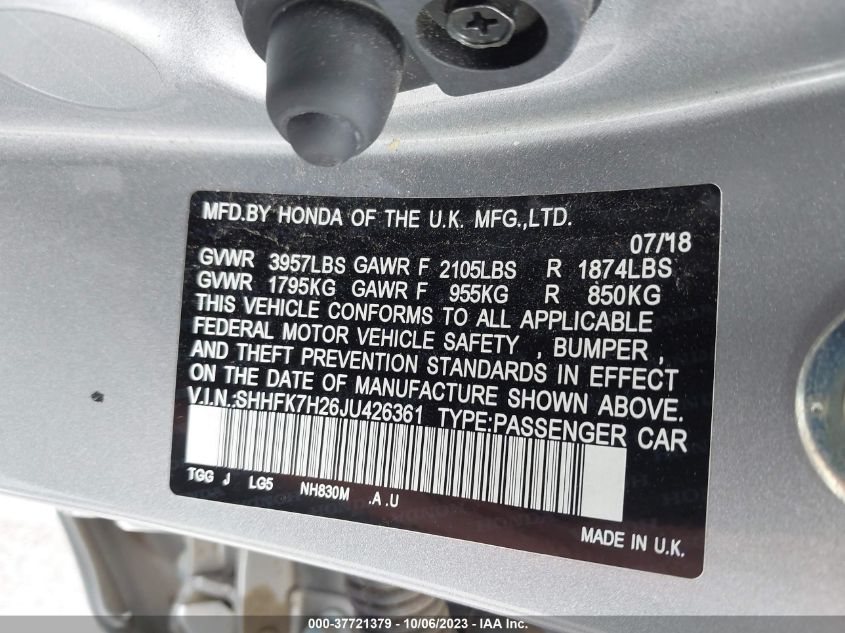 MFD.BY HONDA OF THE U.K. MFG.,LTD.
07/18
GVWR 3957LBS GAWR F 2105LBS R 1874LBS
GVWR 1795KG GAWR F 955KG R 850KG
THIS VEHICLE CONFORMS TO ALL APPLICABLE
FEDERAL MOTOR VEHICLE SAFETY , BUMPER ,
AND THEFT PREVENTION STANDARDS IN EFFECT
ON THE DATE OF MANUFACTURE SHOWN ABOVE.
V.I.N.:SHHFK7H26JU426361 TYPE:PASSENGER CAR
TGG J LG5 NH830M .A .U
MADE IN U.K.
000-37721379 - 10/06/2023 - IAA Inc.